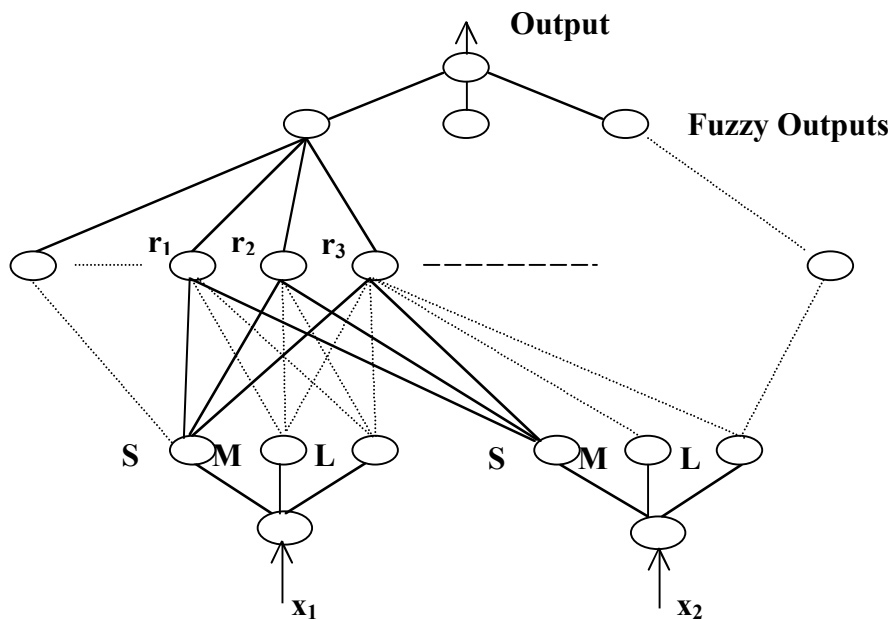 Output
Fuzzy Outputs
r₁ r₂ r₃
S M L S M L
x₁ x₂